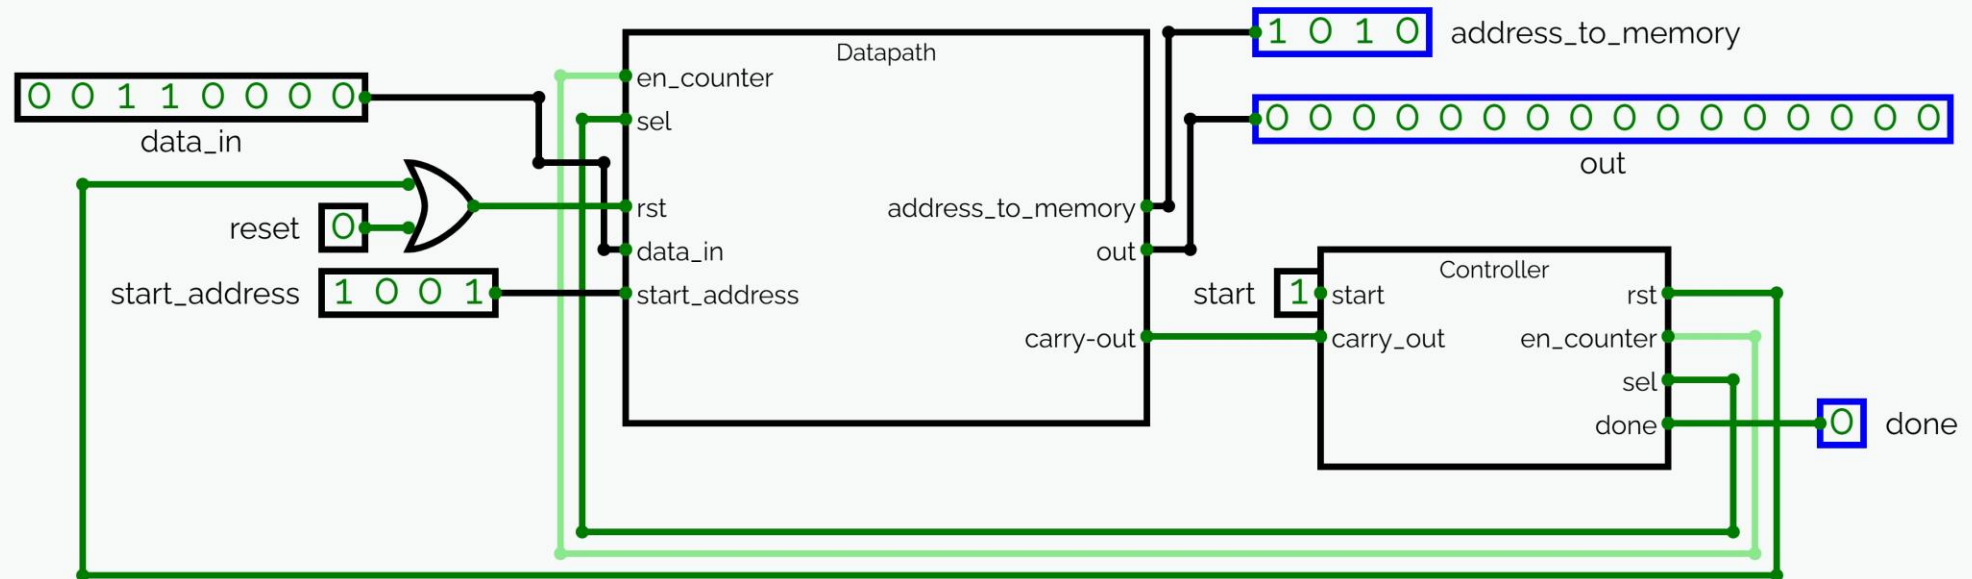 1 0 1 0 address_to_memory
Datapath
en_counter
0 0 1 1 0 0 0 0
data_in
sel
0 0 0 0 0 0 0 0 0 0 0 0 0 0 0 0
out
rst
address_to_memory
reset 0
data_in
out
start_address 1 0 0 1
start_address
carry-out
Controller
start 1
start
rst
carry_out
en_counter
sel
done
0 done